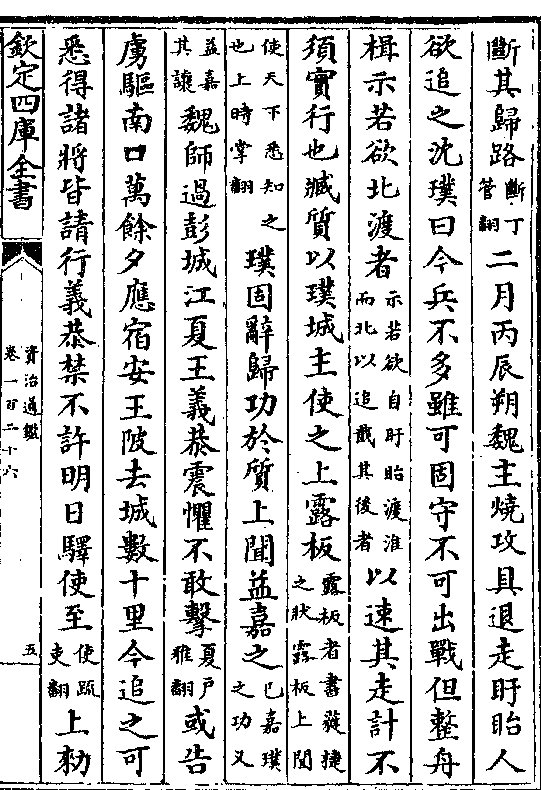 斷其歸路斷丁管翻二月丙辰朔魏主燒攻具退走盱眙人
欲追之沈璞曰今兵不多雖可固守不可出戰但整舟
楫示若欲北渡者示若欲自盱眙渡淮而北以追截其後者以速其走計不
須實行也臧質以璞城主使之上露板露板者書獲捷之狀露板上聞
使天下悉知之也上時掌翻璞固辭歸功於質上聞益嘉之已嘉璞之功又
益嘉其讓魏師過彭城江夏王義恭震懼不敢擊夏戸雅翻或告
虜驅南口萬餘夕應宿安王陂去城數十里今追之可
悉得諸將皆請行義恭禁不許明日驛使至使疏吏翻上勑
欽定四庫全書
資治通鑑
卷一百二十六
五